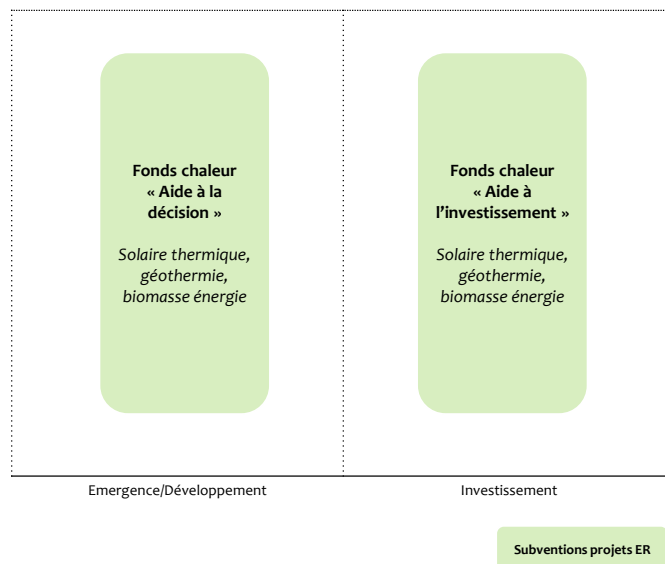 Fonds chaleur
« Aide à la
décision »
Solaire thermique,
géothermie,
biomasse énergie
Fonds chaleur
« Aide à
l’investissement »
Solaire thermique,
géothermie,
biomasse énergie
Emergence/Développement
Investissement
Subventions projets ER